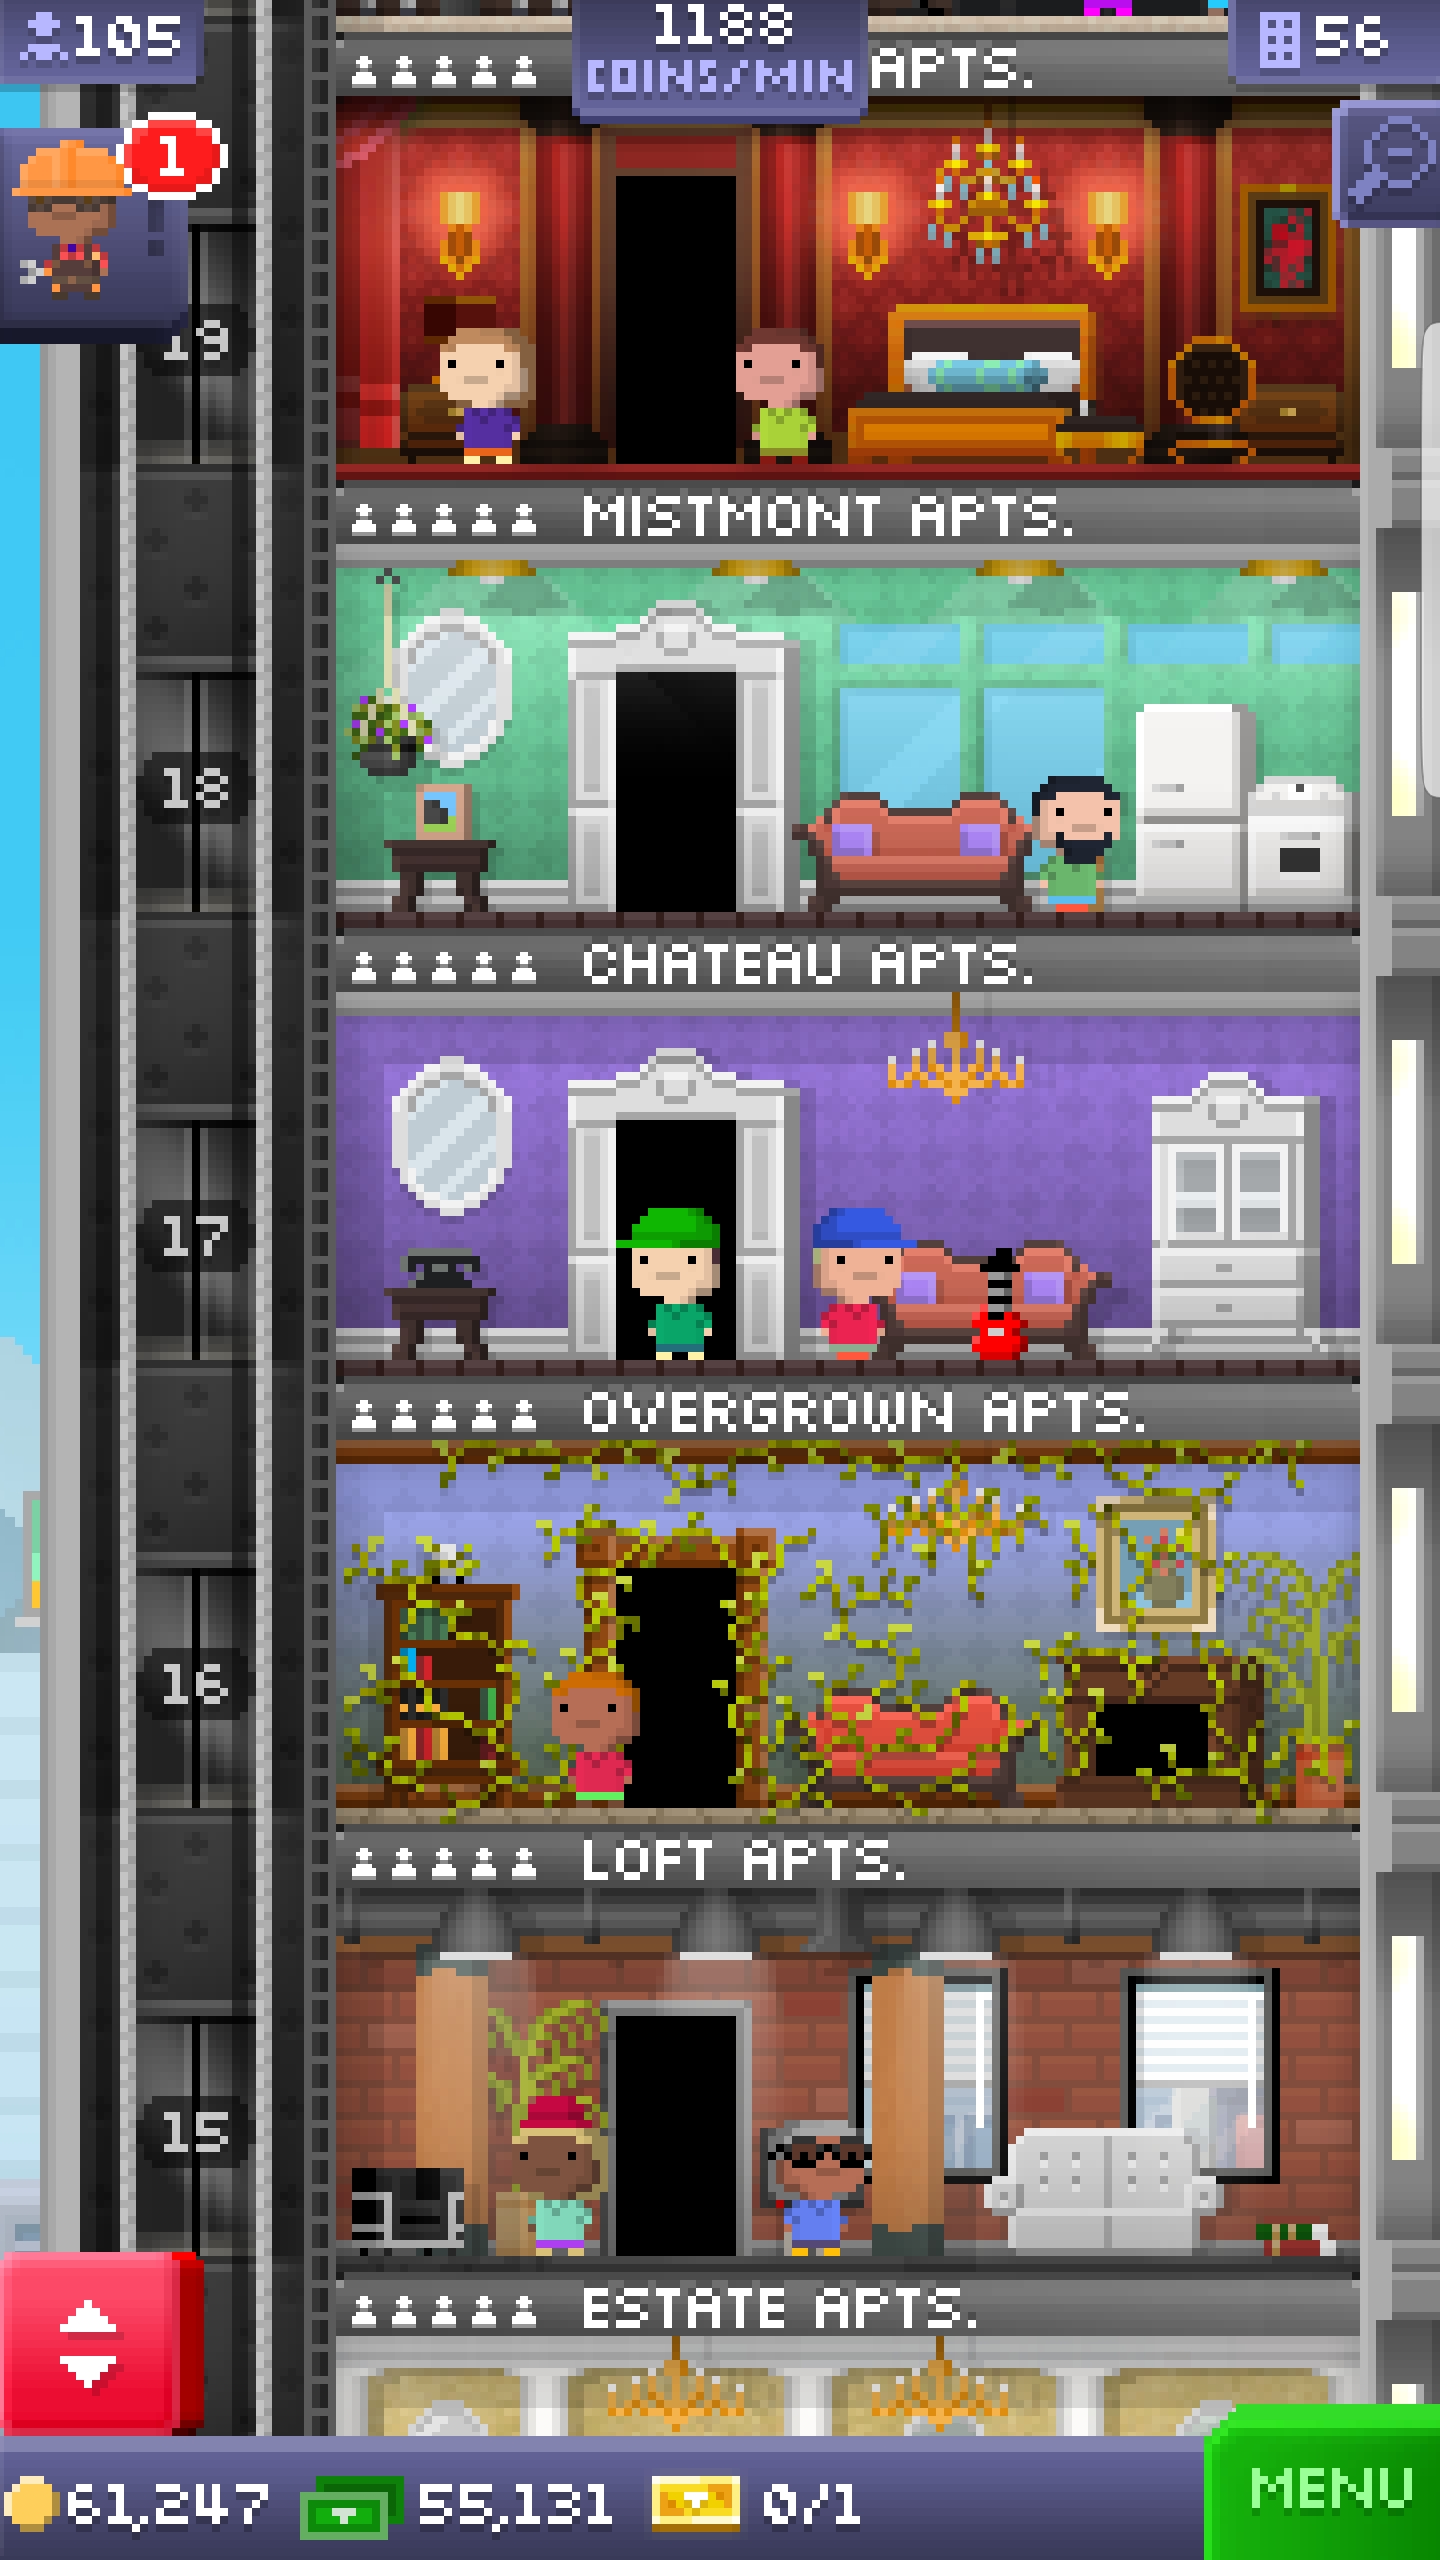 105
1188
COINS/MIN
56
APTS.
1
19
MISTMONT APTS.
18
CHATEAU APTS.
17
OVERGROWN APTS.
16
LOFT APTS.
15
ESTATE APTS.
61,247
55,131
0/1
MENU